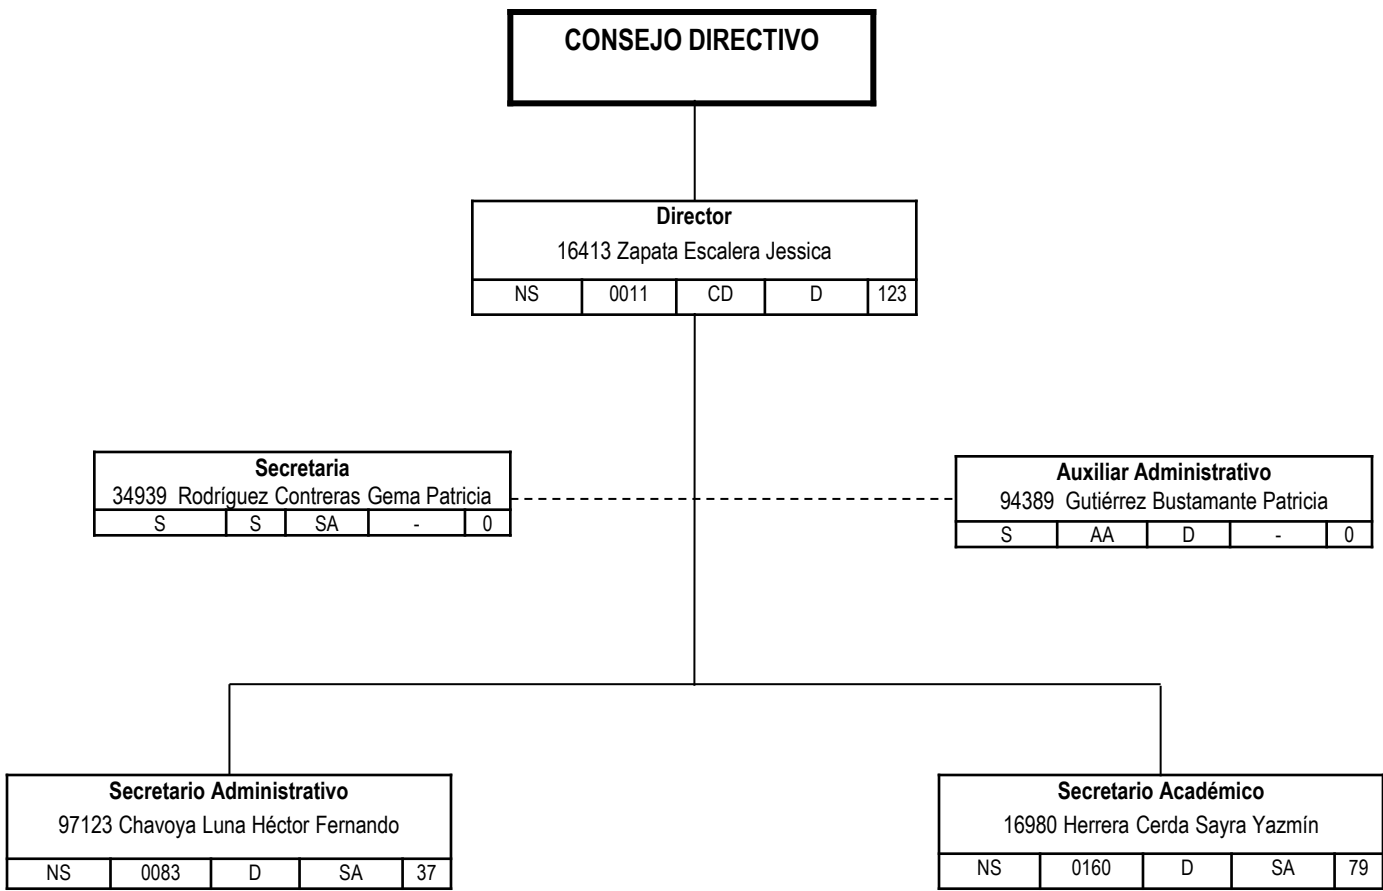 CONSEJO DIRECTIVO
Director
16413 Zapata Escalera Jessica
NS 0011 CD D 123
Secretaria
34939 Rodríguez Contreras Gema Patricia
S S SA - 0
Auxiliar Administrativo
94389 Gutiérrez Bustamante Patricia
S AA D - 0
Secretario Administrativo
97123 Chavoya Luna Héctor Fernando
NS 0083 D SA 37
Secretario Académico
16980 Herrera Cerda Sayra Yazmín
NS 0160 D SA 79